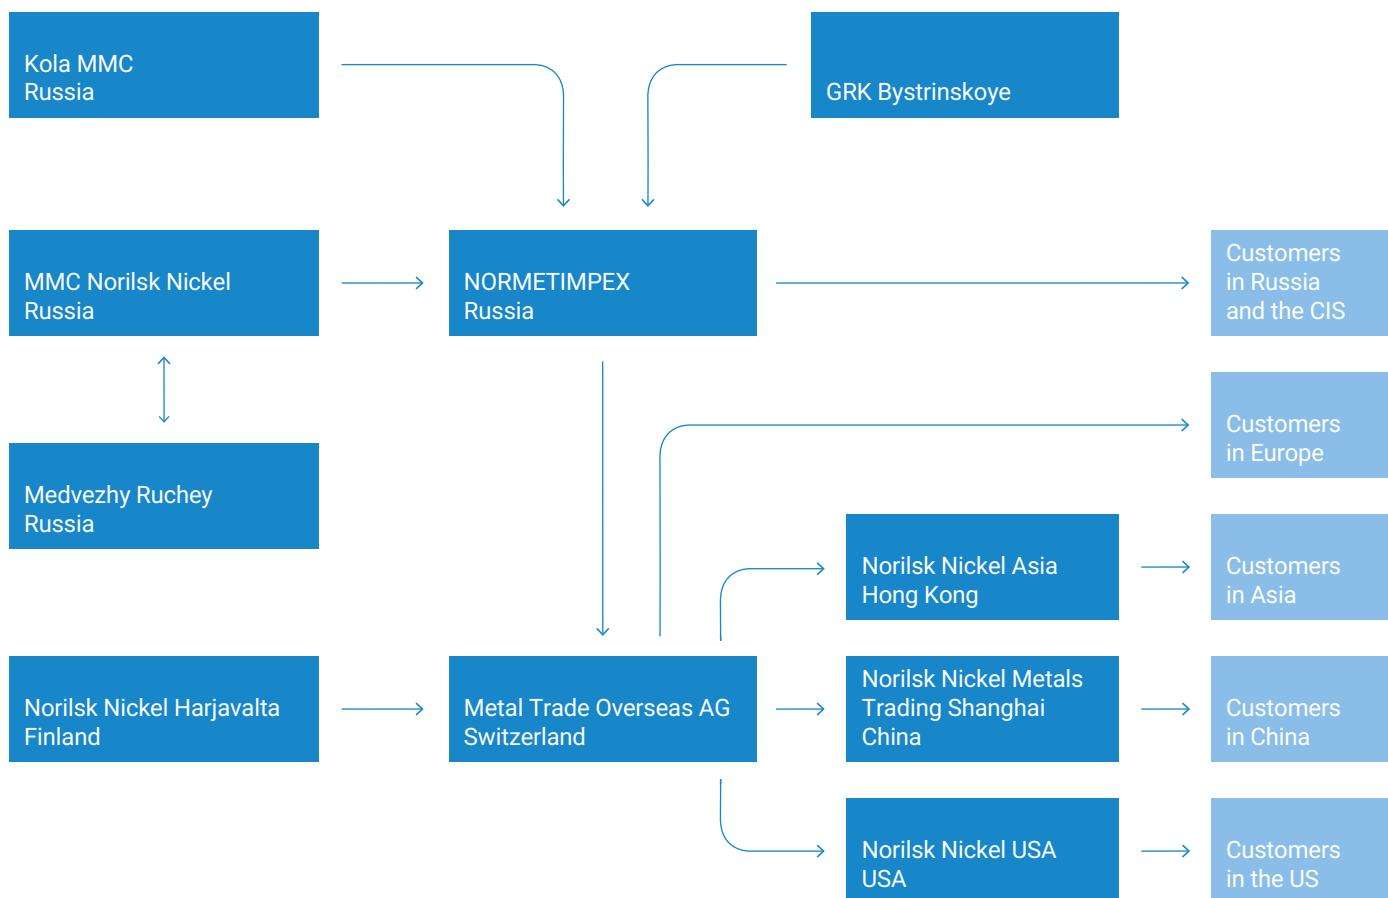 Kola MMC
Russia
GRK Bystrinskoye
MMC Norilsk Nickel
Russia
NORMETIMPEX
Russia
Customers
in Russia
and the CIS
Customers
in Europe
Medvezhy Ruchey
Russia
Norilsk Nickel Asia
Hong Kong
Customers
in Asia
Norilsk Nickel Harjavalta
Finland
Metal Trade Overseas AG
Switzerland
Norilsk Nickel Metals
Trading Shanghai
China
Customers
in China
Norilsk Nickel USA
USA
Customers
in the US